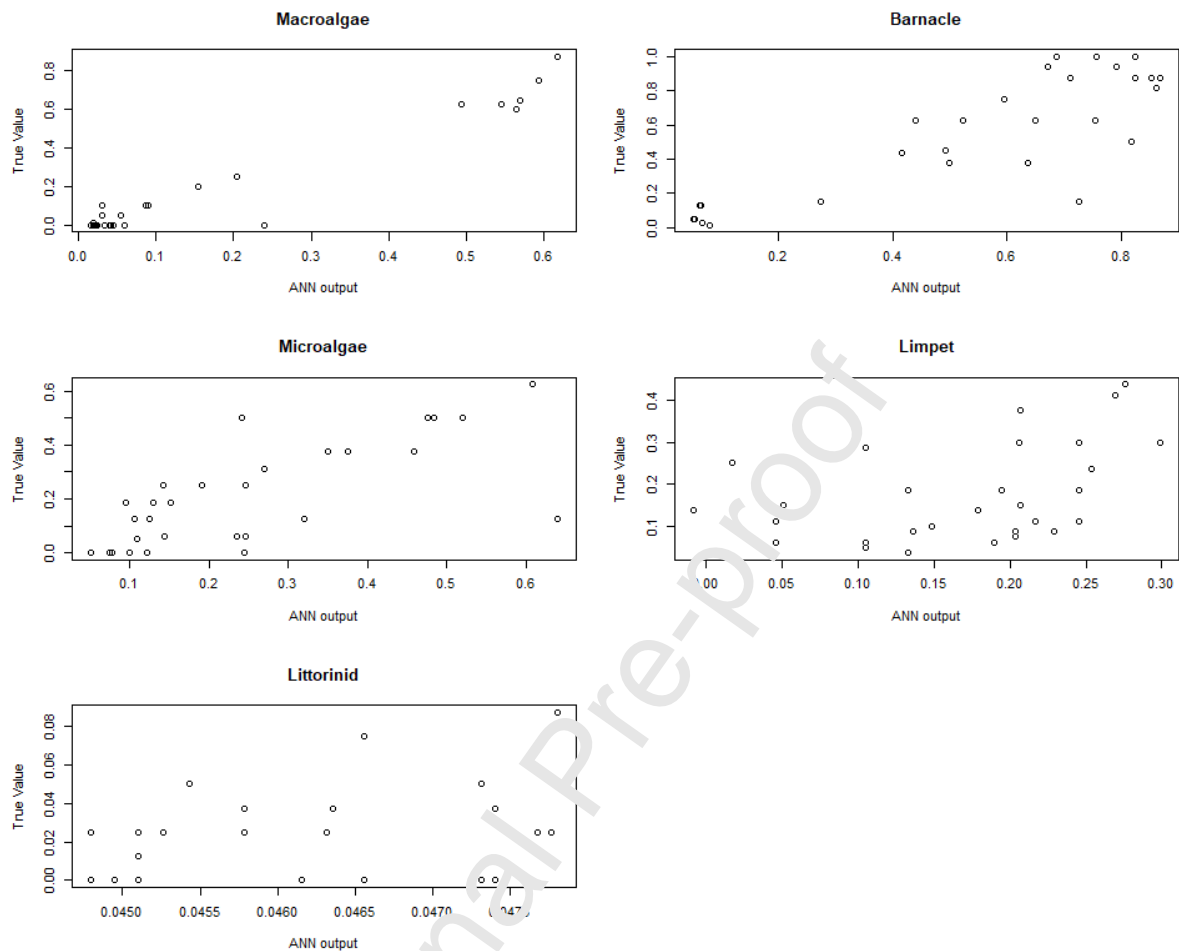 Macroalgae
True Value
0.0 0.2 0.4 0.6 0.8
0.0 0.1 0.2 0.3 0.4 0.5 0.6
ANN output
Barnacle
True Value
0.0 0.2 0.4 0.6 0.8 1.0
0.2 0.4 0.6 0.8
ANN output
Microalgae
True Value
0.0 0.2 0.4 0.6
0.1 0.2 0.3 0.4 0.5 0.6
ANN output
Limpet
True Value
0.1 0.2 0.3 0.4
0.05 0.10 0.15 0.20 0.25 0.30
ANN output
Littorinid
True Value
0.00 0.02 0.04 0.06 0.08
0.0450 0.0455 0.0460 0.0465 0.0470
ANN output
nal Pre-proof